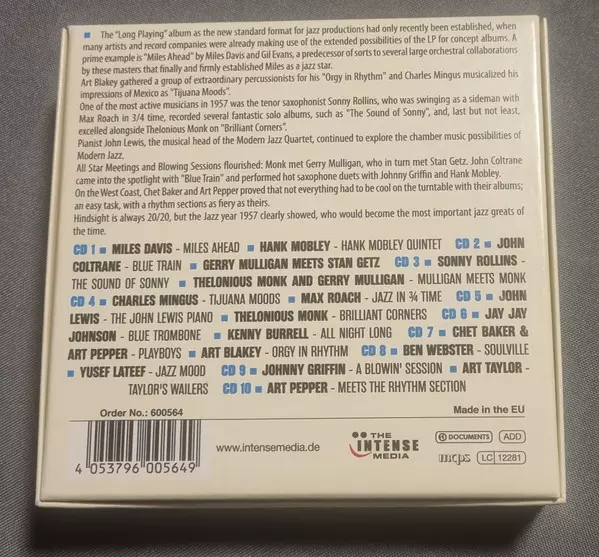 ■ The "Long Playing" album as the new standard format for jazz productions had only recently been established, when
many artists and record companies were already making use of the extended possibilities of the LP for concept albums. A
prime example is "Miles Ahead" by Miles Davis and Gil Evans, a predecessor of sorts to several large orchestral collaborations
by these masters that finally and firmly established Miles as a jazz star.
Art Blakey gathered a group of extraordinary percussionists for his "Orgy in Rhythm" and Charles Mingus musicalized his
impressions of Mexico as "Tijuana Moods".
One of the most active musicians in 1957 was the tenor saxophonist Sonny Rollins, who was swinging as a sideman with
Max Roach in 3/4 time, recorded several fantastic solo albums, such as "The Sound of Sonny", and, last but not least,
excelled alongside Thelonious Monk on "Brilliant Corners".
Pianist John Lewis, the musical head of the Modern Jazz Quartet, continued to explore the chamber music possibilities of
Modern Jazz.
All Star Meetings and Blowing Sessions flourished: Monk met Gerry Mulligan, who in turn met Stan Getz. John Coltrane
came into the spotlight with "Blue Train" and performed hot saxophone duets with Johnny Griffin and Hank Mobley.
On the West Coast, Chet Baker and Art Pepper proved that not everything had to be cool on the turntable with their albums;
an easy task, with a rhythm sections as fiery as theirs.
Hindsight is always 20/20, but the Jazz year 1957 clearly showed, who would become the most important jazz greats of
the time.
CD 1 ■ MILES DAVIS - MILES AHEAD ■ HANK MOBLEY - HANK MOBLEY QUINTET CD 2 ■ JOHN
COLTRANE - BLUE TRAIN ■ GERRY MULLIGAN MEETS STAN GETZ CD 3 ■ SONNY ROLLINS -
THE SOUND OF SONNY ■ THELONIOUS MONK AND GERRY MULLIGAN - MULLIGAN MEETS MONK
CD 4 ■ CHARLES MINGUS - TIJUANA MOODS ■ MAX ROACH - JAZZ IN ¾ TIME CD 5 ■ JOHN
LEWIS - THE JOHN LEWIS PIANO ■ THELONIOUS MONK - BRILLIANT CORNERS CD 6 ■ JAY JAY
JOHNSON - BLUE TROMBONE ■ KENNY BURRELL - ALL NIGHT LONG CD 7 ■ CHET BAKER &
ART PEPPER - PLAYBOYS ■ ART BLAKEY - ORGY IN RHYTHM CD 8 ■ BEN WEBSTER - SOULVILLE
■ YUSEF LATEEF - JAZZ MOOD CD 9 ■ JOHNNY GRIFFIN - A BLOWIN' SESSION ■ ART TAYLOR -
TAYLOR'S WAILERS CD 10 ■ ART PEPPER - MEETS THE RHYTHM SECTION
Order No.: 600564
Made in the EU
4 053796 005649
www.intensemedia.de
THE
INTENSE
MEDIA
DOCUMENTS ADD
mcps LC 12281